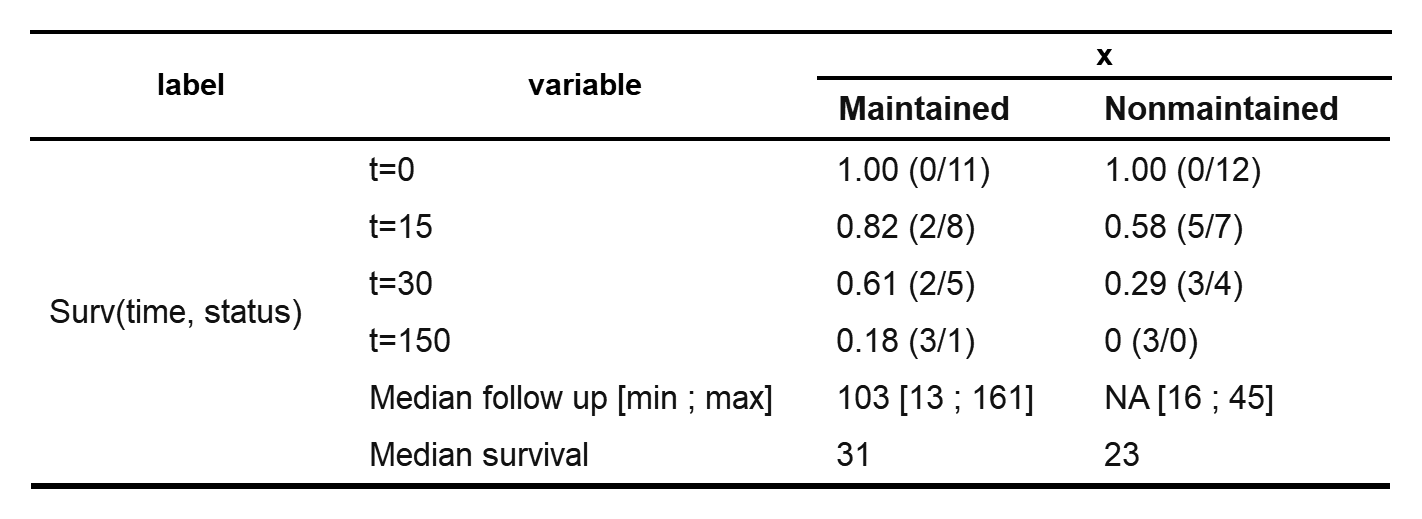 x
label variable
Maintained Nonmaintained
t=0 1.00 (0/11) 1.00 (0/12)
t=15 0.82 (2/8) 0.58 (5/7)
t=30 0.61 (2/5) 0.29 (3/4)
Surv(time, status)
t=150 0.18 (3/1) 0 (3/0)
Median follow up [min ; max] 103 [13 ; 161] NA [16 ; 45]
Median survival 31 23